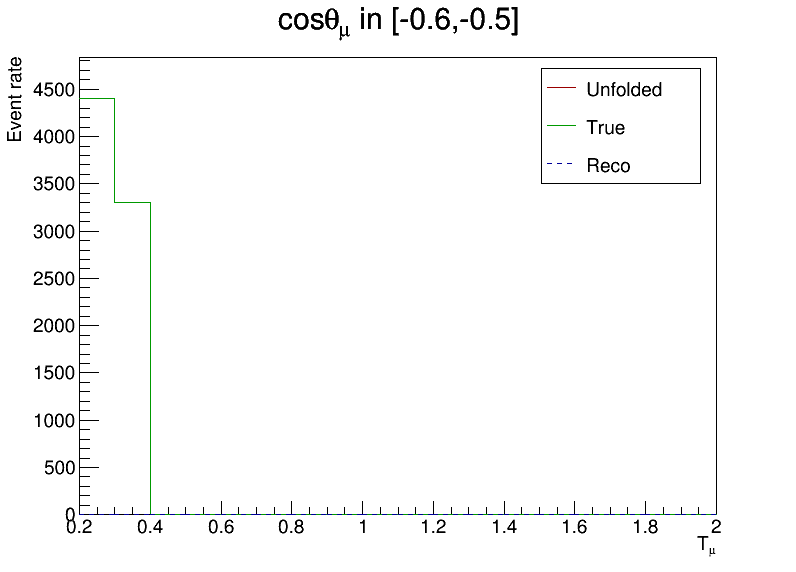 cosθμ in [-0.6,-0.5]
Event rate
Unfolded
True
Reco
4500
4000
3500
3000
2500
2000
1500
1000
500
0
0.2 0.4 0.6 0.8 1 1.2 1.4 1.6 1.8 2
Tμ